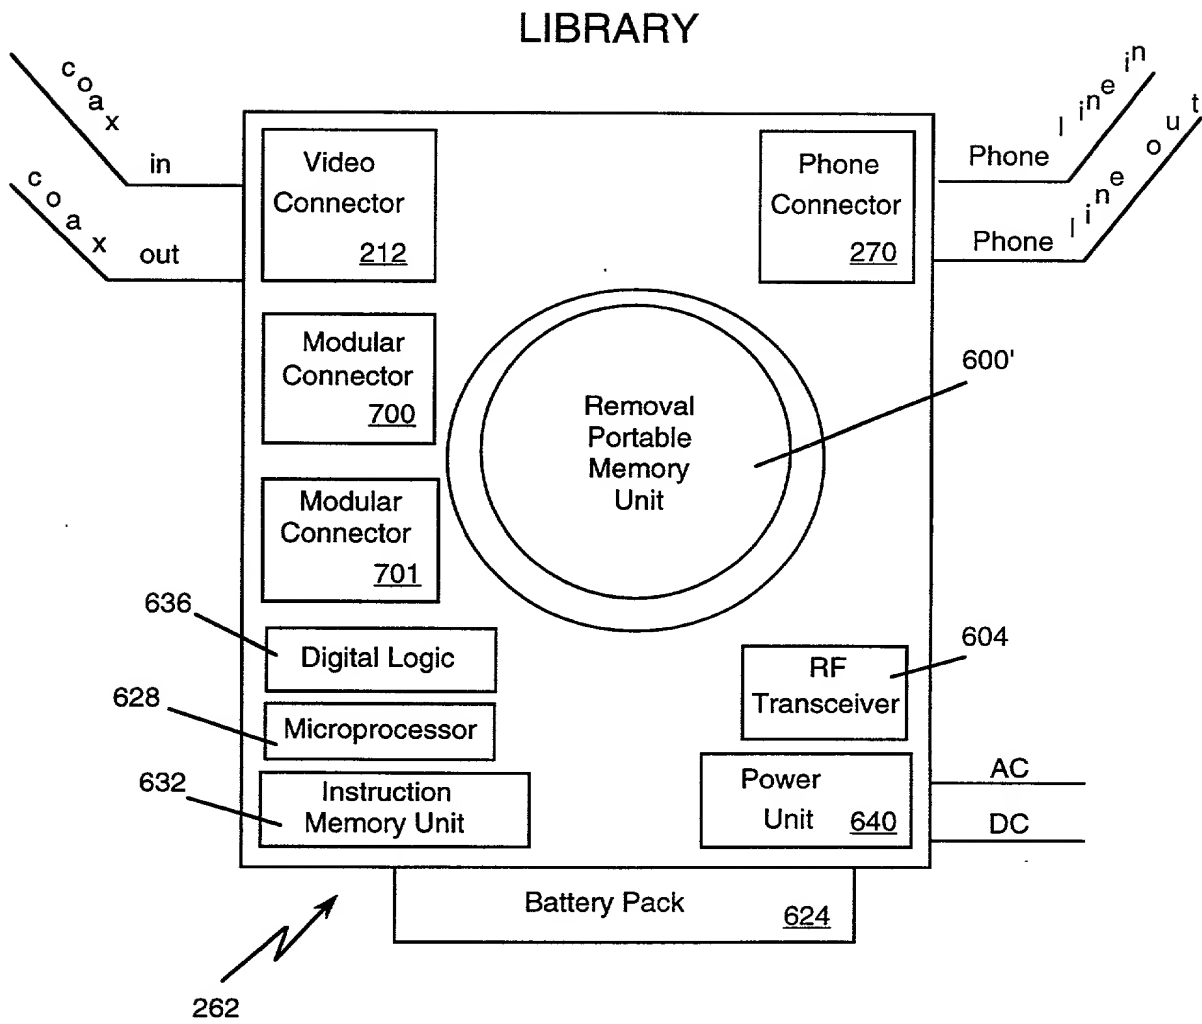 LIBRARY
coax in
coax out
Video
Connector
212
Phone
Connector
270
Phone line in
Phone line out
Modular
Connector
700
Removal
Portable
Memory
Unit
600'
Modular
Connector
701
636
Digital Logic
628
Microprocessor
632
Instruction
Memory Unit
RF
Transceiver
604
Power
Unit 640
AC
DC
Battery Pack 624
262